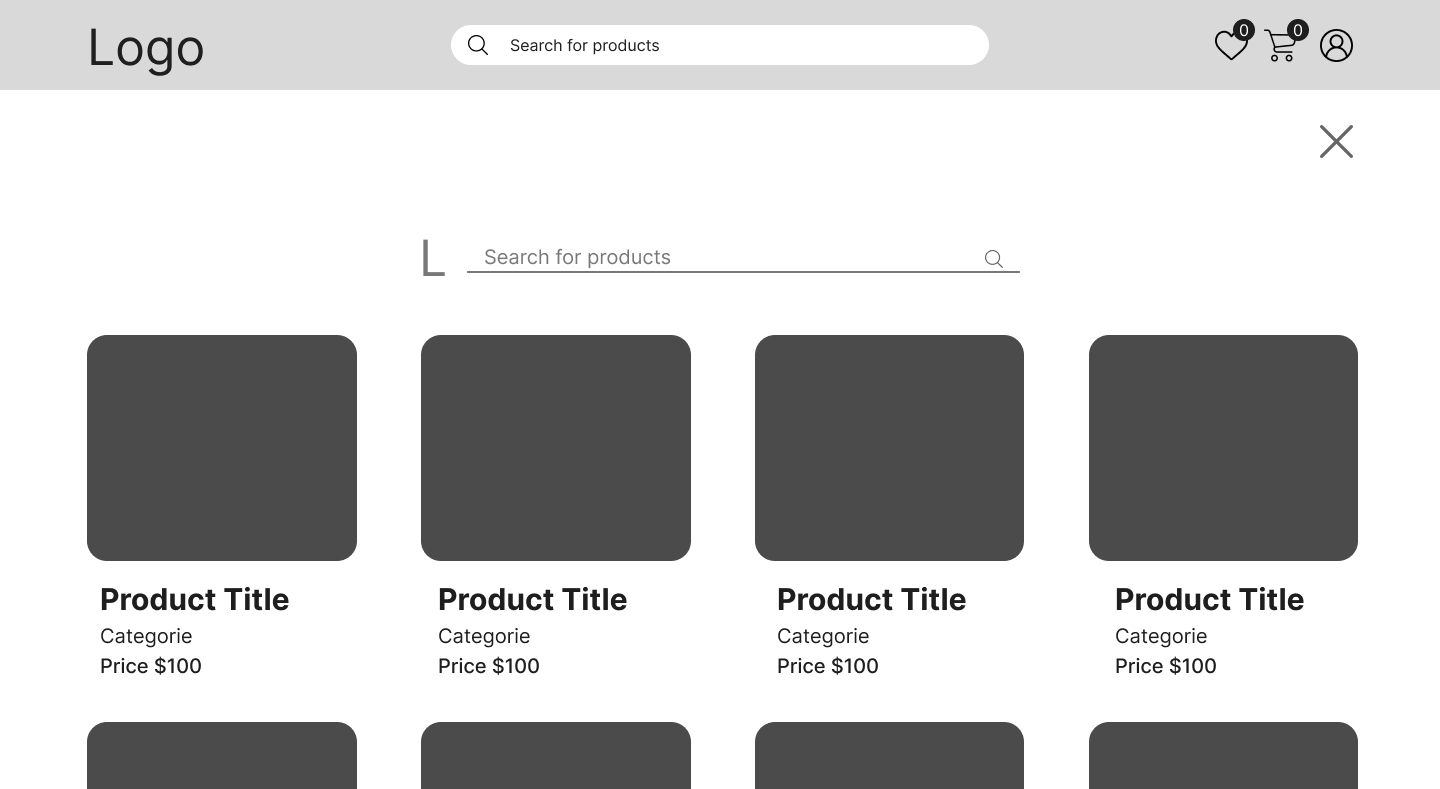 Logo
Search for products
0
0
L
Search for products
Product Title
Categorie
Price $100
Product Title
Categorie
Price $100
Product Title
Categorie
Price $100
Product Title
Categorie
Price $100